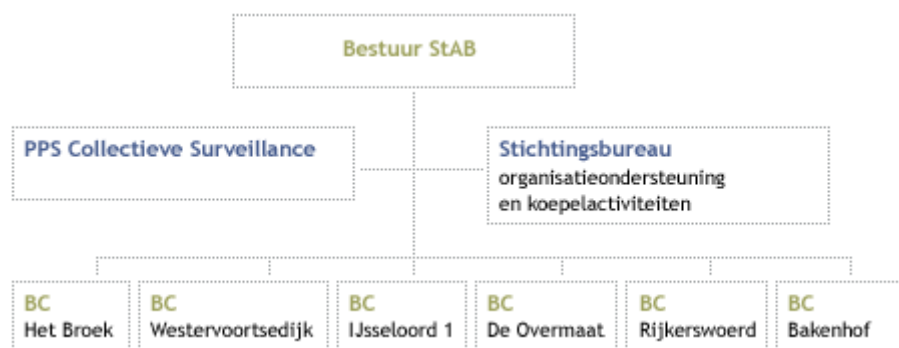 Bestuur StAB
PPS Collectieve Surveillance
Stichtingsbureau
organisatieondersteuning
en koepelactiviteiten
BC
Het Broek
BC
Westervoortsedijk
BC
IJsseloord 1
BC
De Overmaat
BC
Rijkerswoerd
BC
Bakenhof